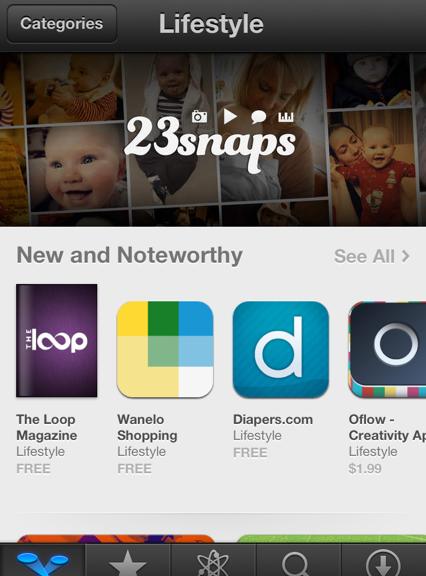 Categories
Lifestyle
23snaps
New and Noteworthy
See All
THE loop
d
The Loop
Magazine
Lifestyle
FREE
Wanelo
Shopping
Lifestyle
FREE
Diapers.com
Lifestyle
FREE
Oflow -
Creativity Ap
Lifestyle
$1.99